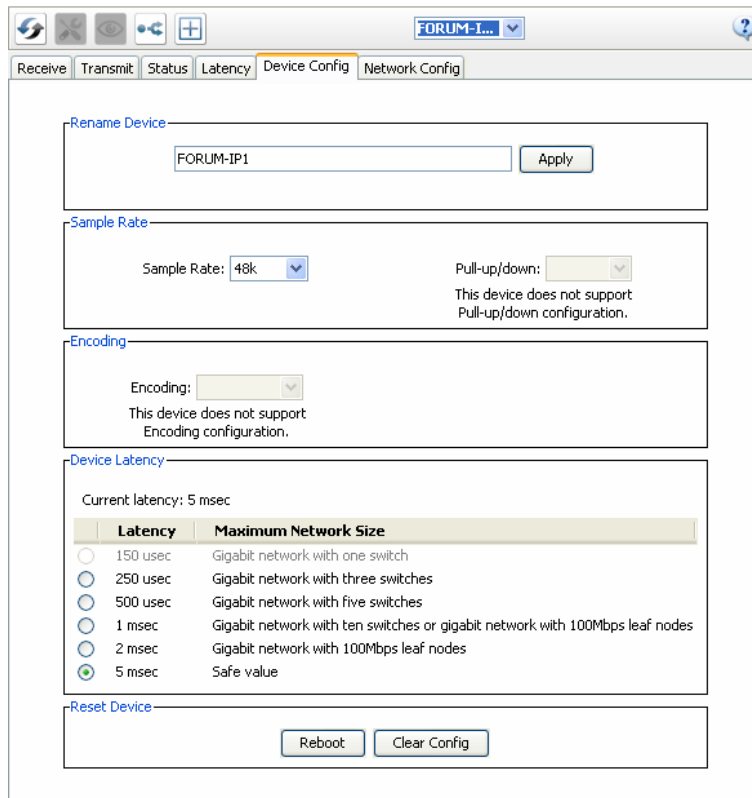 FORUM-I...
?
Receive Transmit Status Latency Device Config Network Config
Rename Device
FORUM-IP1 Apply
Sample Rate
Sample Rate: 48k Pull-up/down:
This device does not support
Pull-up/down configuration.
Encoding
Encoding:
This device does not support
Encoding configuration.
Device Latency
Current latency: 5 msec
Latency Maximum Network Size
150 usec Gigabit network with one switch
250 usec Gigabit network with three switches
500 usec Gigabit network with five switches
1 msec Gigabit network with ten switches or gigabit network with 100Mbps leaf nodes
2 msec Gigabit network with 100Mbps leaf nodes
5 msec Safe value
Reset Device
Reboot Clear Config